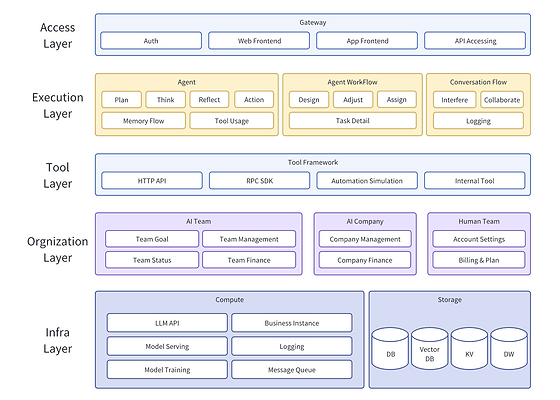 Access
Layer
Gateway
Auth
Web Frontend
App Frontend
API Accessing
Execution
Layer
Agent
Plan
Think
Reflect
Action
Memory Flow
Tool Usage
Agent WorkFlow
Design
Adjust
Assign
Task Detail
Conversation Flow
Interfere
Collaborate
Logging
Tool
Layer
Tool Framework
HTTP API
RPC SDK
Automation Simulation
Internal Tool
Orgnization
Layer
AI Team
Team Goal
Team Management
Team Status
Team Finance
AI Company
Company Management
Company Finance
Human Team
Account Settings
Billing & Plan
Infra
Layer
Compute
LLM API
Business Instance
Model Serving
Logging
Model Training
Message Queue
Storage
DB
Vector
DB
KV
DW